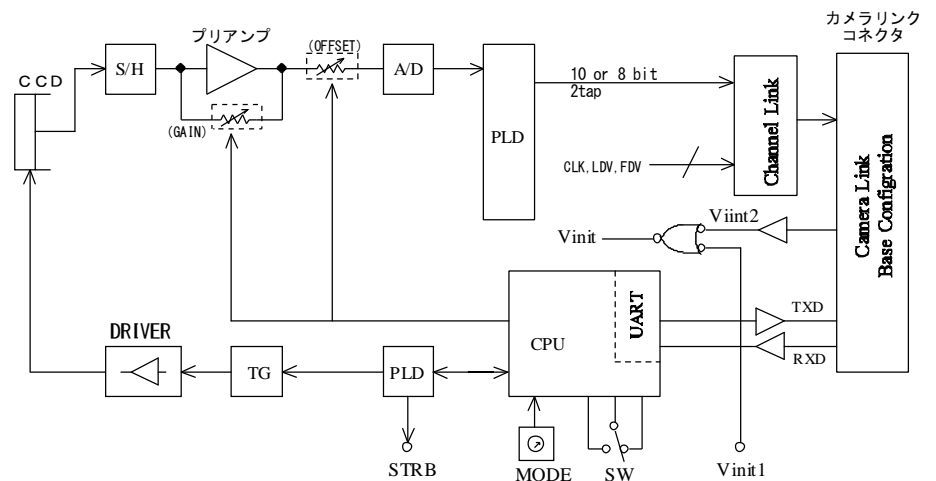 カメラリンク
コネクタ
プリアンプ
(OFFSET)
CCD
S/H
A/D
(GAIN)
PLD
10 or 8 bit
2tap
CLK,LDV,FDV
Channel Link
Camera Link
Base Configration
Vinit
Viint2
UART
CPU
TXD
RXD
DRIVER
TG
PLD
STRB
MODE
SW
Vinit1